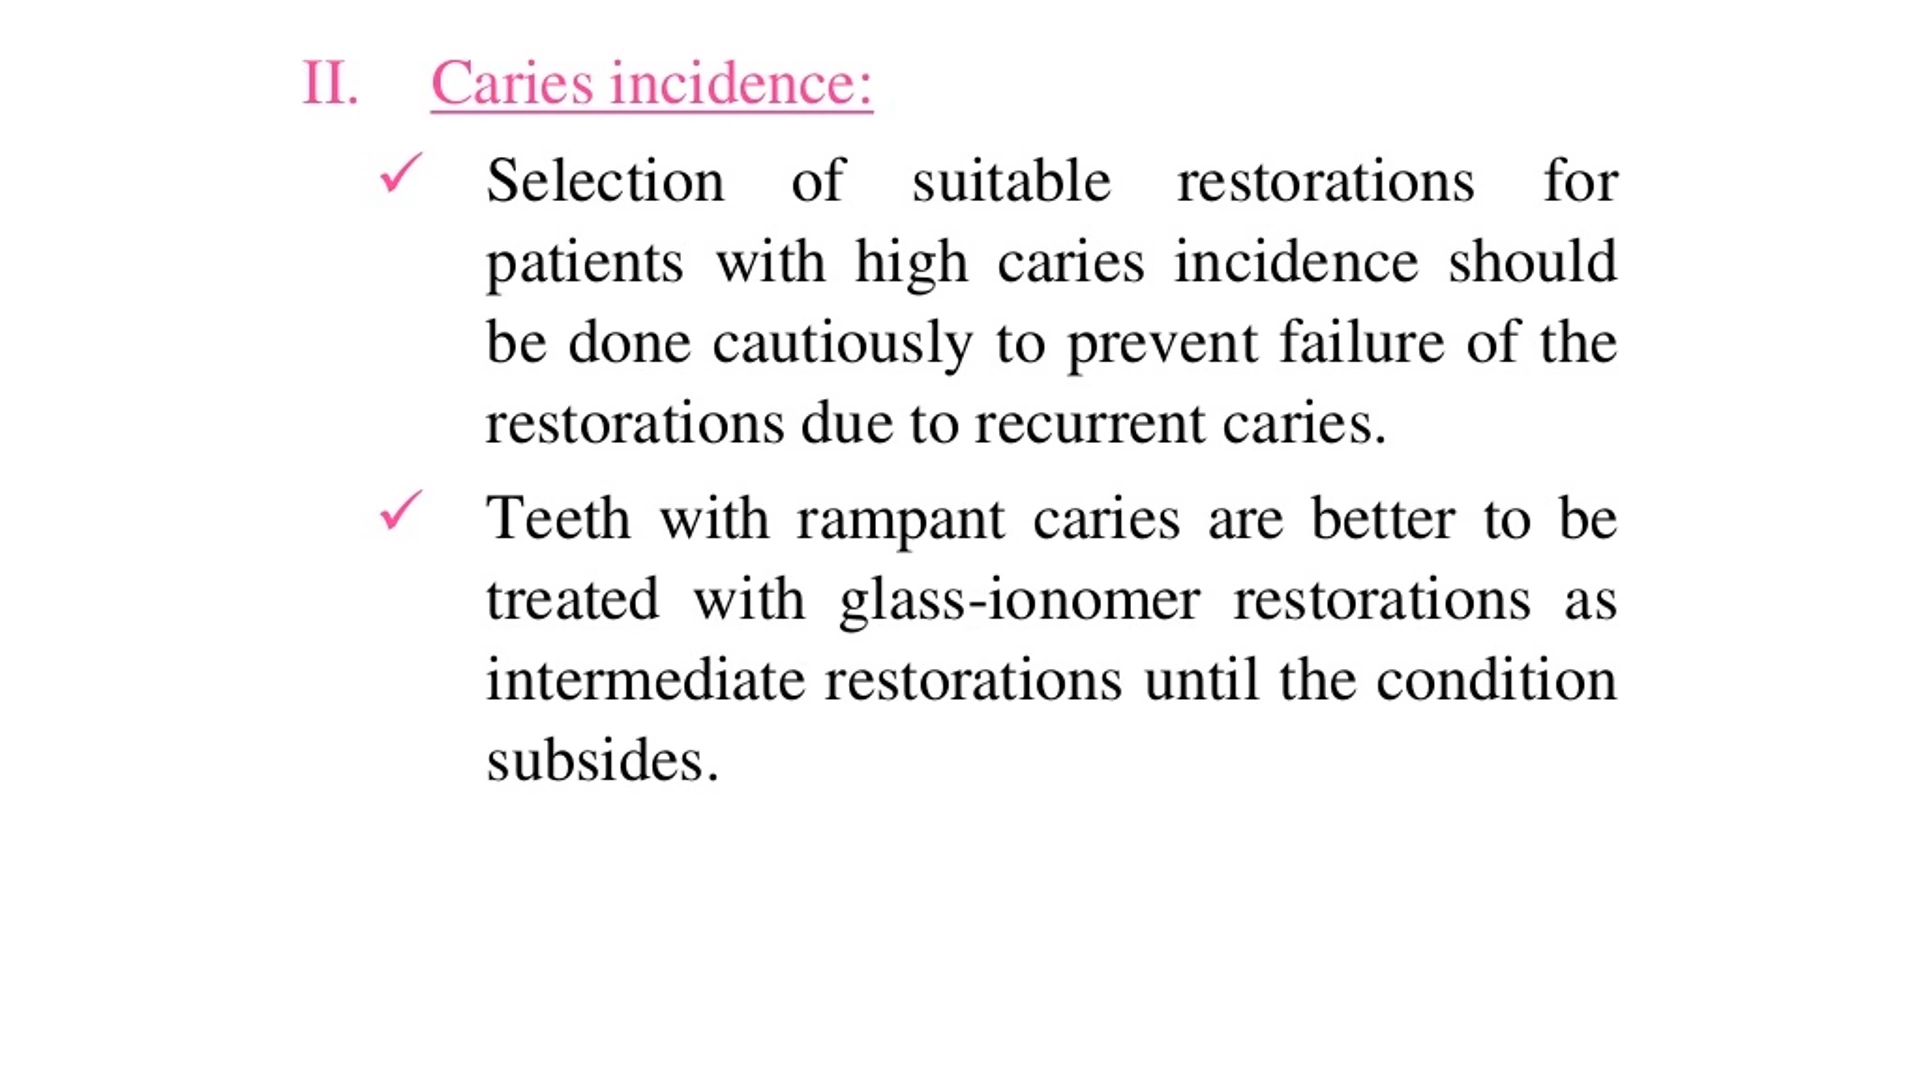 II. Caries incidence:
✓ Selection of suitable restorations for
patients with high caries incidence should
be done cautiously to prevent failure of the
restorations due to recurrent caries.
✓ Teeth with rampant caries are better to be
treated with glass-ionomer restorations as
intermediate restorations until the condition
subsides.